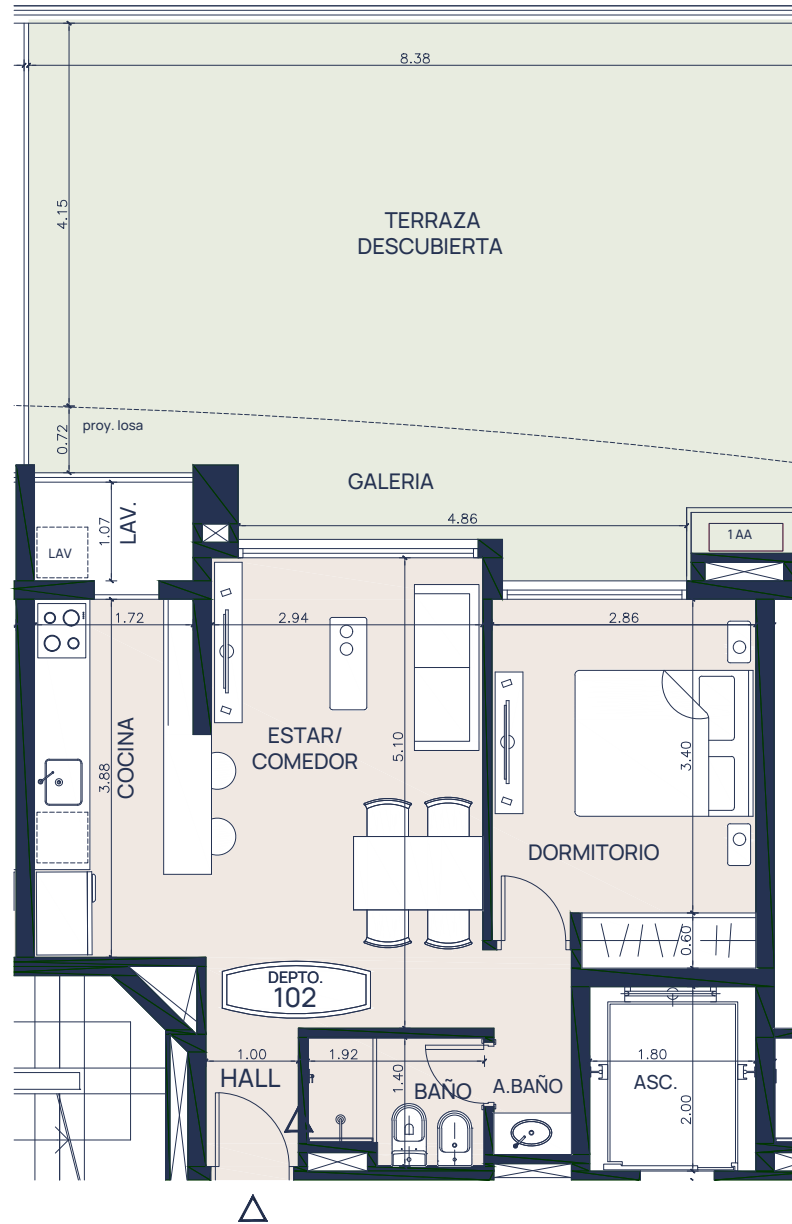 8.38
4.15
TERRAZA
DESCUBIERTA
0.72
proy. losa
GALERIA
4.86
1.07
LAV.
LAV
1 AA
1.72
2.94
2.86
COCINA
3.88
ESTAR/
COMEDOR
5.10
3.40
DORMITORIO
0.60
DEPTO.
102
1.00
1.92
1.40
1.80
HALL
BAÑO
A.BAÑO
ASC.
2.00